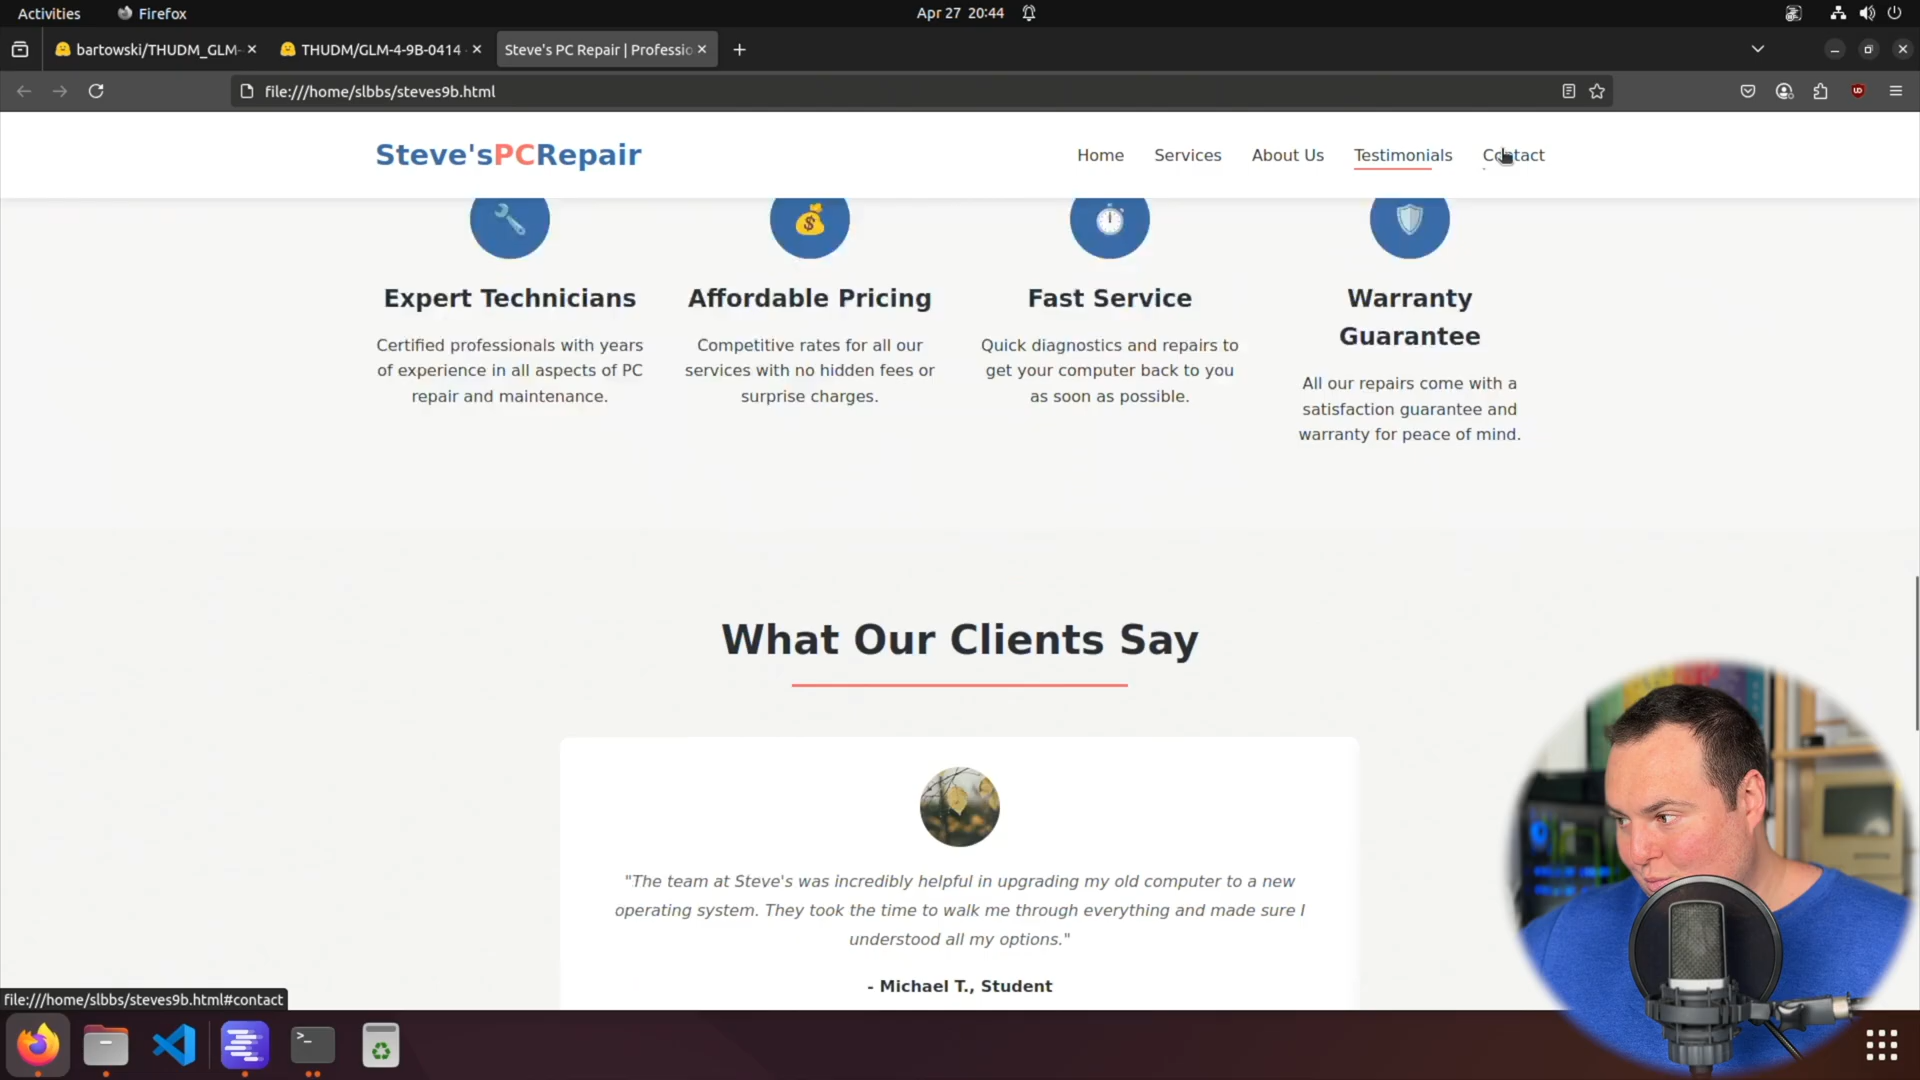 Activities
Firefox
Apr 27 20:44
bartowski/THUDM_GLM-
THUDM/GLM-4-9B-0414
Steve's PC Repair | Professio
file:///home/slbbs/steves9b.html
Steve'sPCRepair
Home
Services
About Us
Testimonials
Contact
Expert Technicians
Certified professionals with years
of experience in all aspects of PC
repair and maintenance.
Affordable Pricing
Competitive rates for all our
services with no hidden fees or
surprise charges.
Fast Service
Quick diagnostics and repairs to
get your computer back to you
as soon as possible.
Warranty
Guarantee
All our repairs come with a
satisfaction guarantee and
warranty for peace of mind.
What Our Clients Say
"The team at Steve's was incredibly helpful in upgrading my old computer to a new
operating system. They took the time to walk me through everything and made sure I
understood all my options."
- Michael T., Student
file:///home/slbbs/steves9b.html#contact